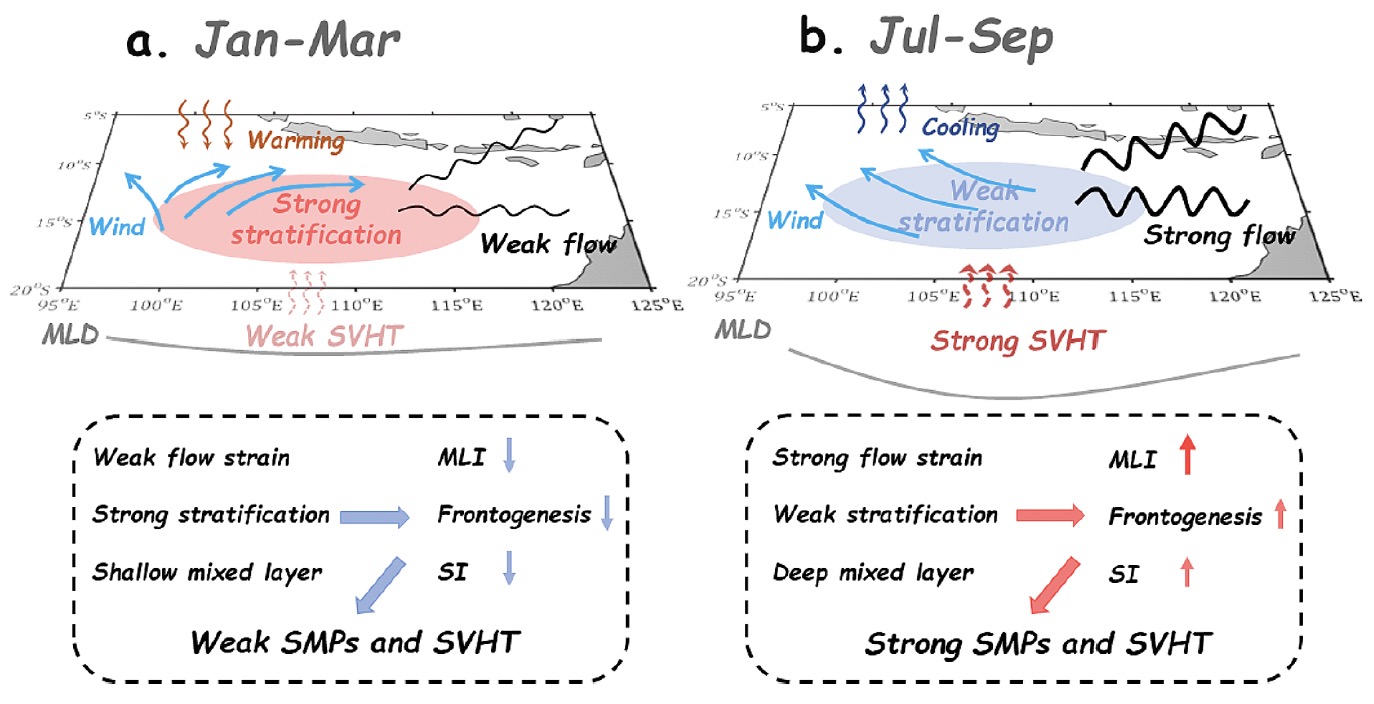 a. Jan-Mar
5°S
Warming
10°S
15°S
Wind
Strong
stratification
Weak flow
20°S
95°E 100°E 105°E 110°E 115°E 120°E 125°E
MLD
Weak SVHT
Weak flow strain
MLI
Strong stratification
Frontogenesis
Shallow mixed layer
SI
Weak SMPs and SVHT
b. Jul-Sep
5°S
Cooling
10°S
15°S
Wind
Weak
stratification
Strong flow
20°S
95°E 100°E 105°E 110°E 115°E 120°E 125°E
MLD
Strong SVHT
Strong flow strain
MLI
Weak stratification
Frontogenesis
Deep mixed layer
SI
Strong SMPs and SVHT